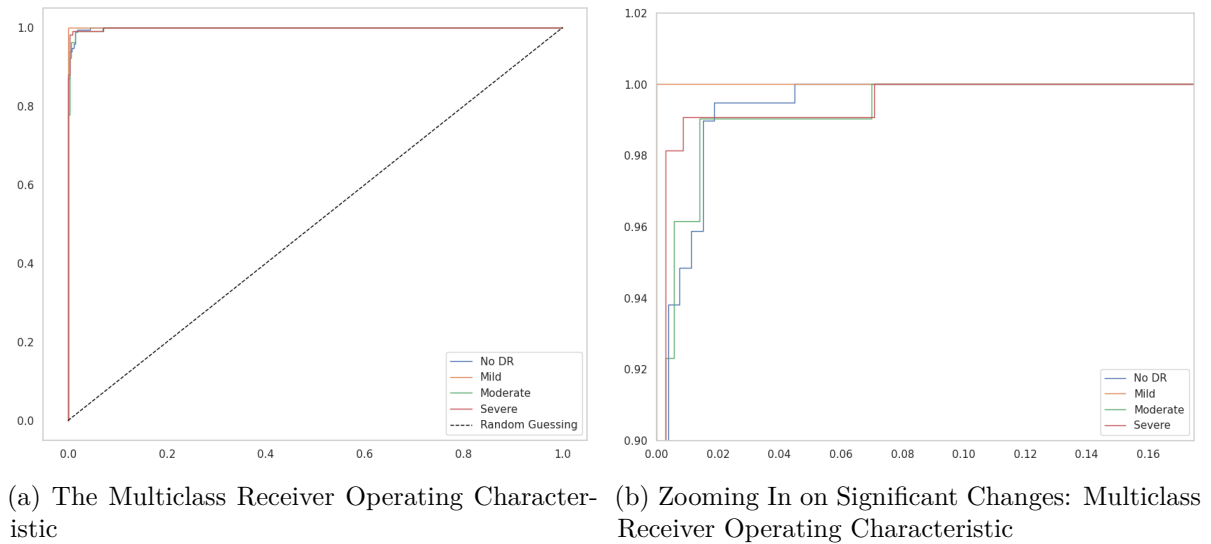 1.0
0.8
0.6
0.4
0.2
0.0
0.0 0.2 0.4 0.6 0.8 1.0
No DR
Mild
Moderate
Severe
Random Guessing
(a) The Multiclass Receiver Operating Character-
istic
1.02
1.00
0.98
0.96
0.94
0.92
0.90
0.00 0.02 0.04 0.06 0.08 0.10 0.12 0.14 0.16
No DR
Mild
Moderate
Severe
(b) Zooming In on Significant Changes: Multiclass
Receiver Operating Characteristic